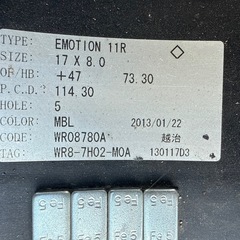 TYPE: EMOTION 11R
SIZE: 17 X 8.0
OF/HB: +47 73.30
P.C.D.: 114.30
HOLE: 5
COLOR: MBL 2013/01/22
CODE: WR08780A 越治
TAG: WR8-7H02-MOA 130117D3
Fe5 Fe5 Fe5 Fe5